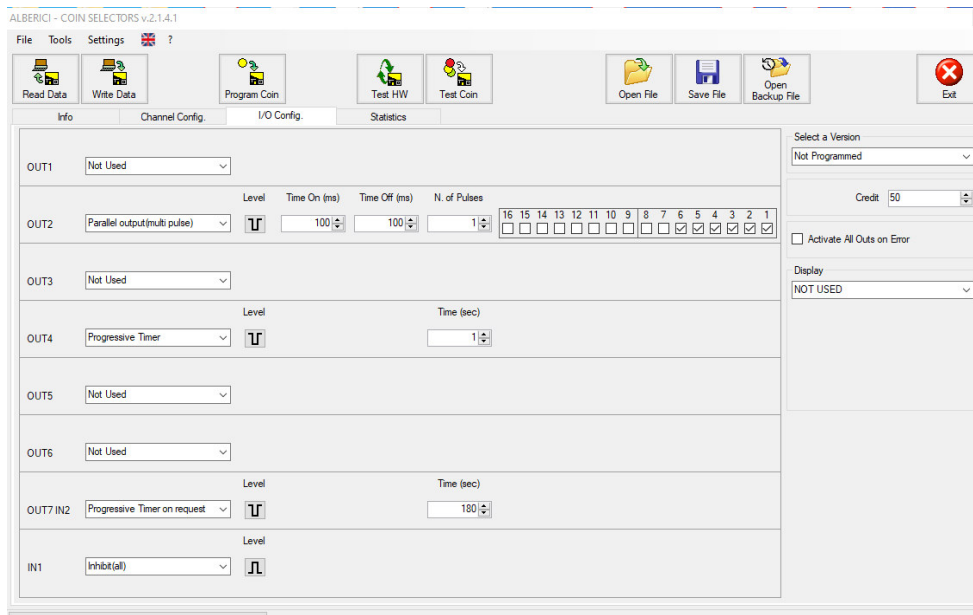 ALBERICI - COIN SELECTORS v.2.1.4.1
File Tools Settings ?
Read Data Write Data Program Coin Test HW Test Coin Open File Save File Open Backup File Exit
Info Channel Config. I/O Config. Statistics
Select a Version
Not Programmed
OUT1 Not Used
Credit 50
Level Time On (ms) Time Off (ms) N. of Pulses
16 15 14 13 12 11 10 9 8 7 6 5 4 3 2 1
OUT2 Parallel output(multi pulse) 100 100 1
Activate All Outs on Error
Display
NOT USED
OUT3 Not Used
Level Time (sec)
OUT4 Progressive Timer 1
OUT5 Not Used
OUT6 Not Used
Level Time (sec)
OUT7 IN2 Progressive Timer on request 180
Level
IN1 Inhibit(all)